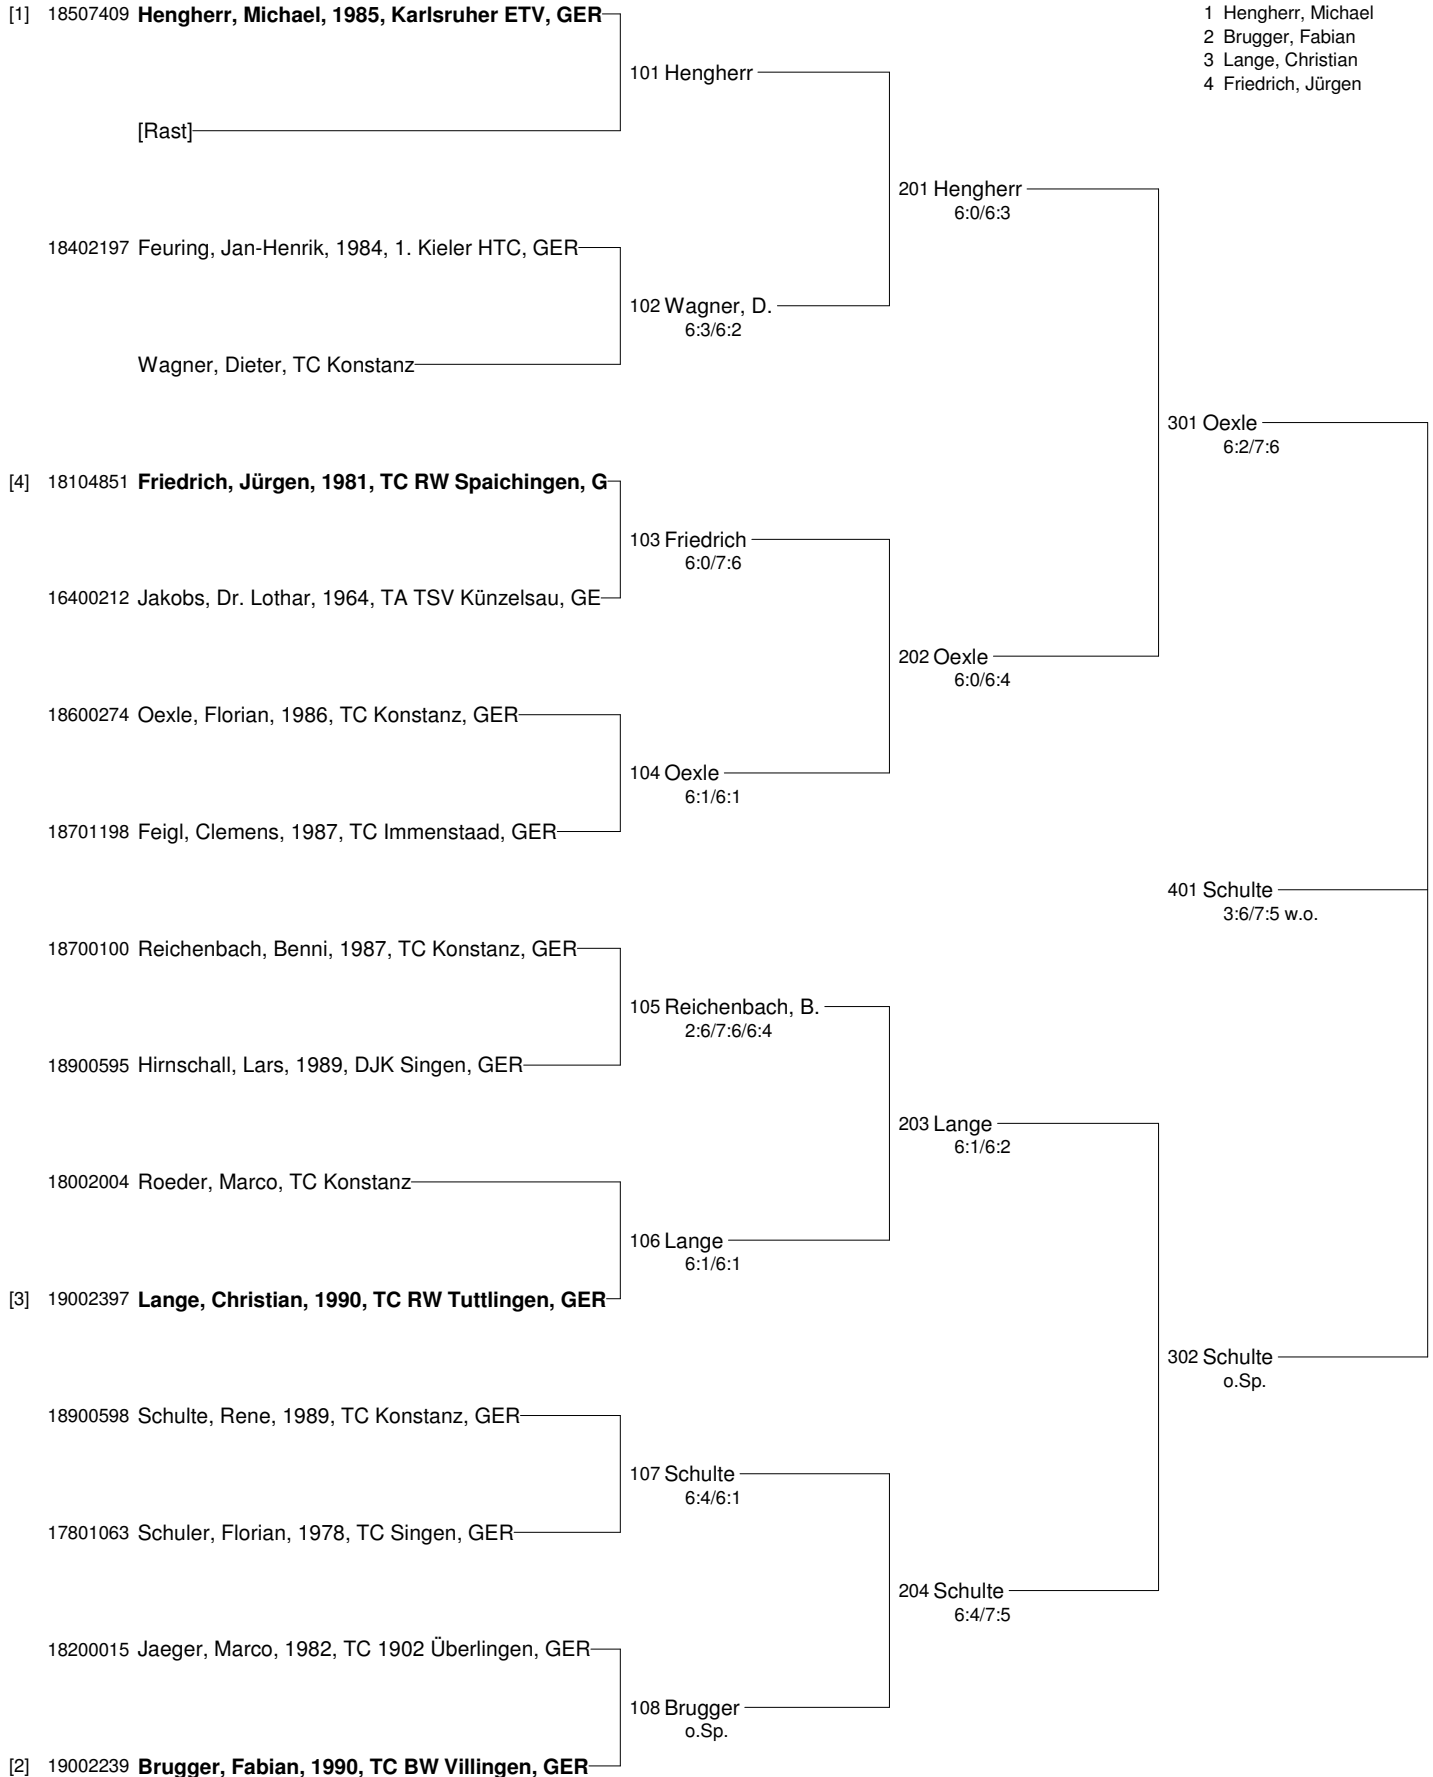 [1] 18507409 Hengherr, Michael, 1985, Karlsruher ETV, GER
1 Hengherr, Michael
2 Brugger, Fabian
3 Lange, Christian
4 Friedrich, Jürgen
101 Hengherr
[Rast]
201 Hengherr
6:0/6:3
18402197 Feuring, Jan-Henrik, 1984, 1. Kieler HTC, GER
102 Wagner, D.
6:3/6:2
Wagner, Dieter, TC Konstanz
301 Oexle
6:2/7:6
[4] 18104851 Friedrich, Jürgen, 1981, TC RW Spaichingen, G
103 Friedrich
6:0/7:6
16400212 Jakobs, Dr. Lothar, 1964, TA TSV Künzelsau, GE
202 Oexle
6:0/6:4
18600274 Oexle, Florian, 1986, TC Konstanz, GER
104 Oexle
6:1/6:1
18701198 Feigl, Clemens, 1987, TC Immenstaad, GER
401 Schulte
3:6/7:5 w.o.
18700100 Reichenbach, Benni, 1987, TC Konstanz, GER
105 Reichenbach, B.
2:6/7:6/6:4
18900595 Hirnschall, Lars, 1989, DJK Singen, GER
203 Lange
6:1/6:2
18002004 Roeder, Marco, TC Konstanz
106 Lange
6:1/6:1
[3] 19002397 Lange, Christian, 1990, TC RW Tuttlingen, GER
302 Schulte
o.Sp.
18900598 Schulte, Rene, 1989, TC Konstanz, GER
107 Schulte
6:4/6:1
17801063 Schuler, Florian, 1978, TC Singen, GER
204 Schulte
6:4/7:5
18200015 Jaeger, Marco, 1982, TC 1902 Überlingen, GER
108 Brugger
o.Sp.
[2] 19002239 Brugger, Fabian, 1990, TC BW Villingen, GER